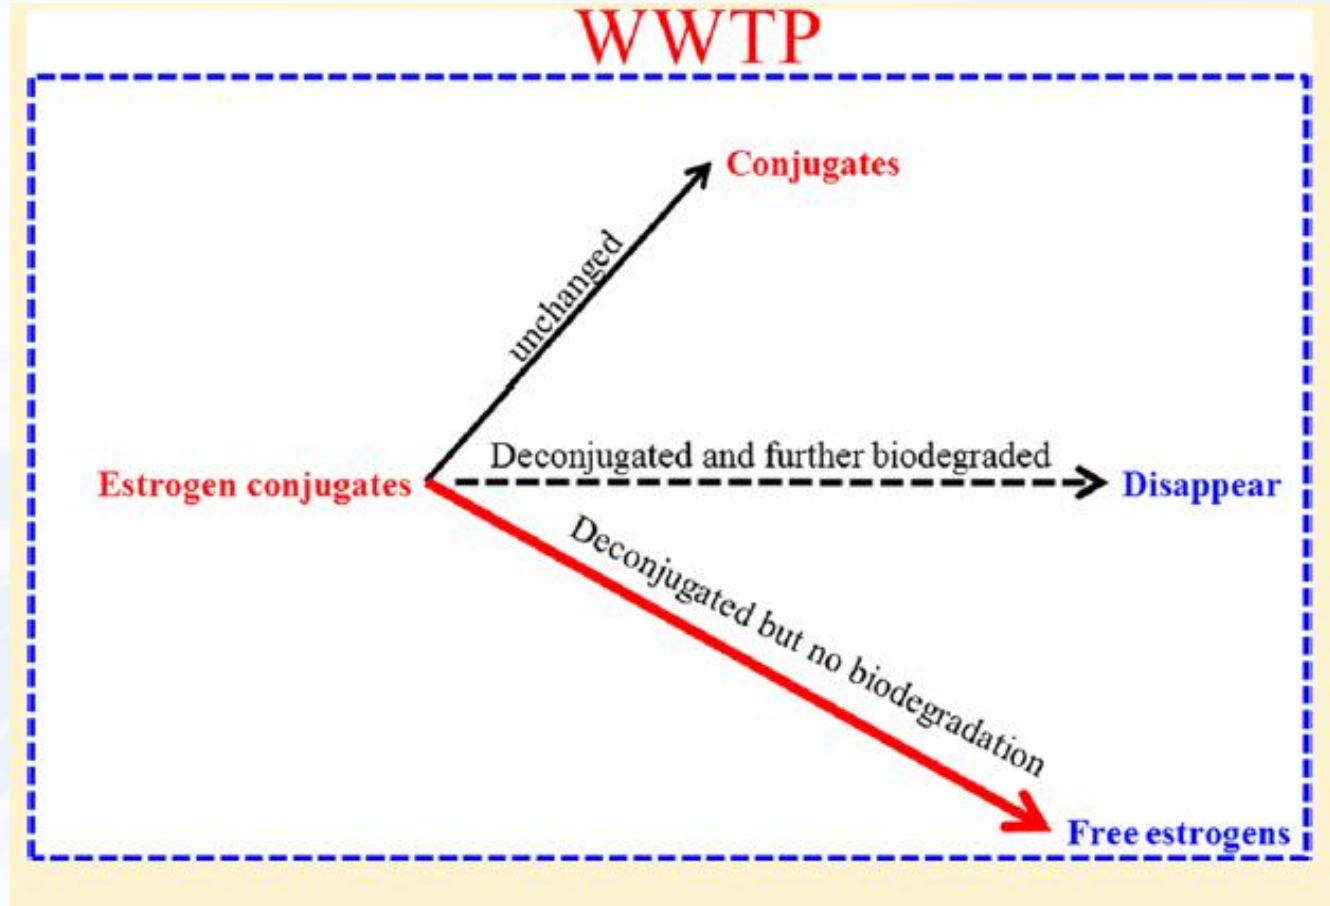 WWTP
Conjugates
unchanged
Estrogen conjugates
Deconjugated and further biodegraded
Disappear
Deconjugated but no biodegradation
Free estrogens